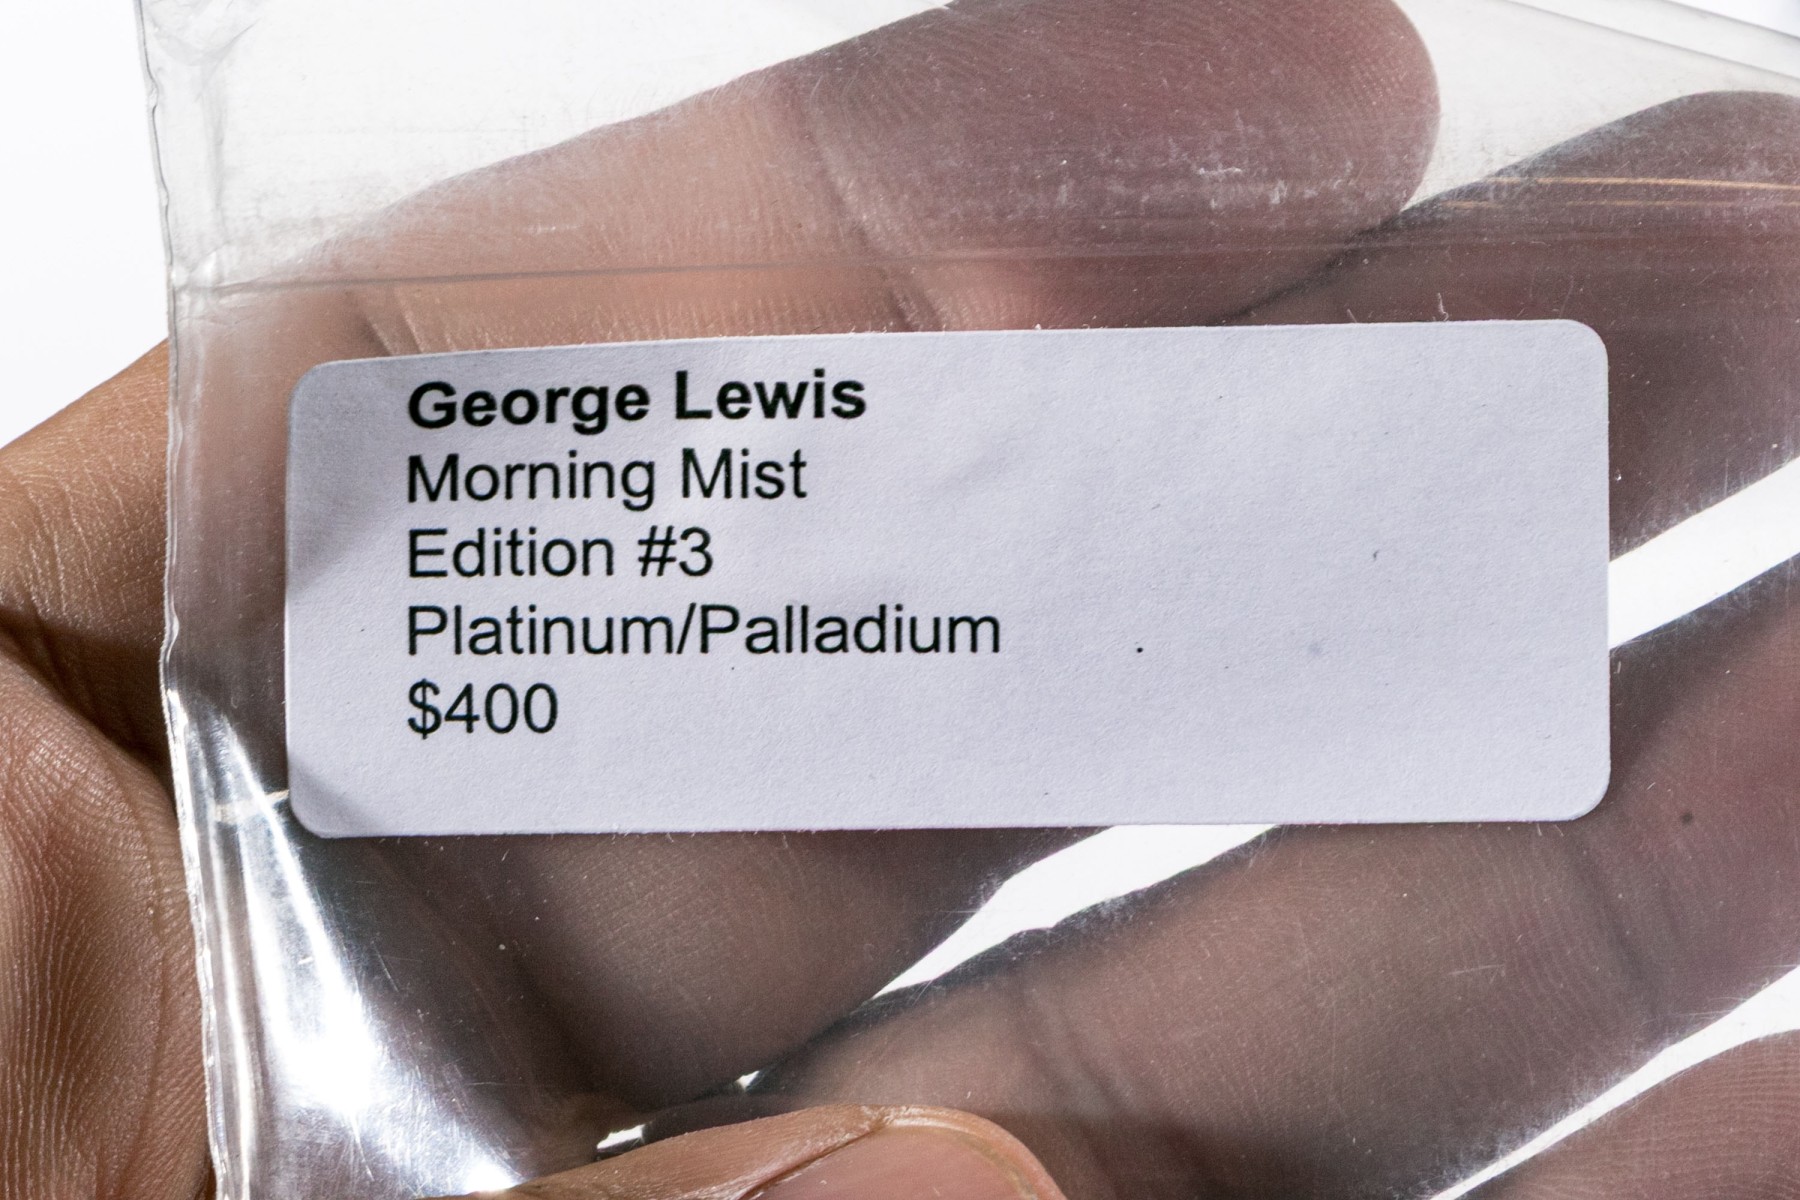 George Lewis
Morning Mist
Edition #3
Platinum/Palladium
$400